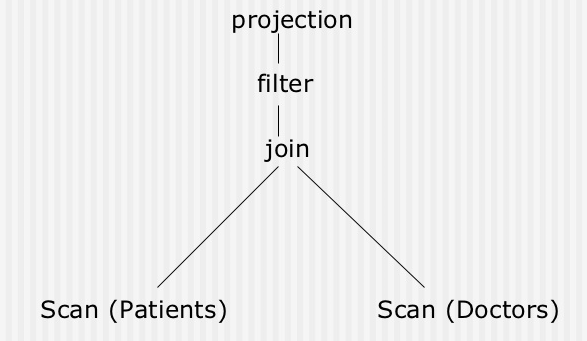 projection
filter
join
Scan (Patients)
Scan (Doctors)